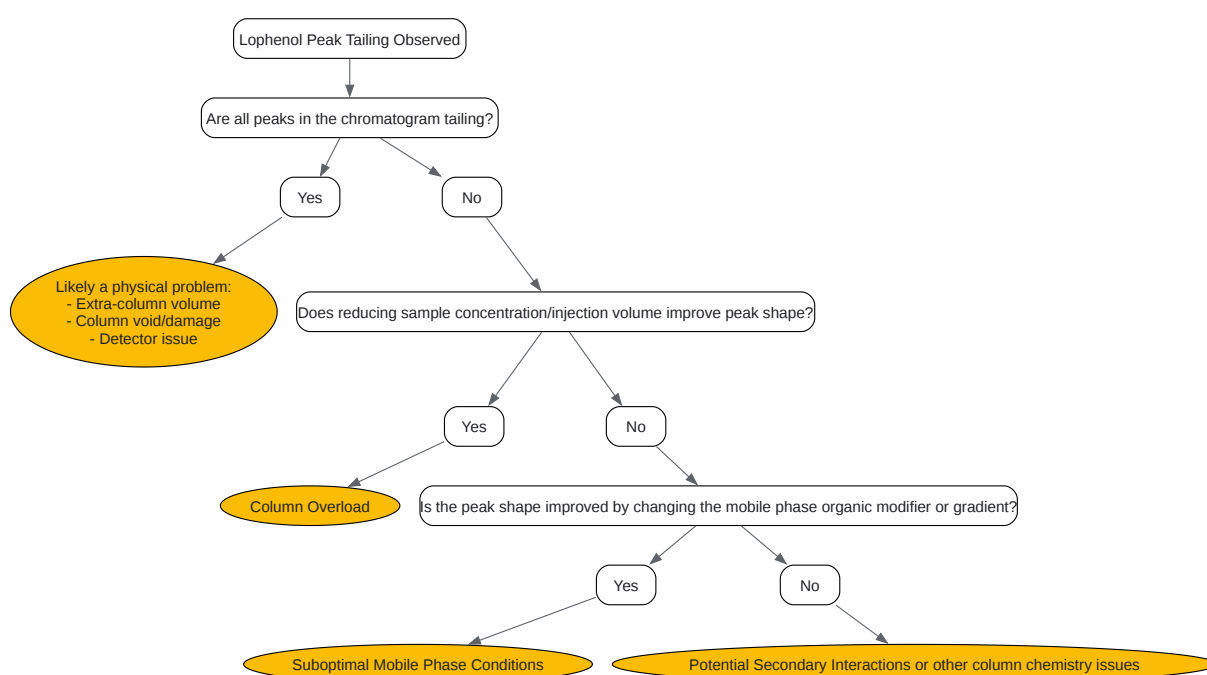 Lophenol Peak Tailing Observed
Are all peaks in the chromatogram tailing?
Yes
No
Likely a physical problem:
- Extra-column volume
- Column void/damage
- Detector issue
Does reducing sample concentration/injection volume improve peak shape?
Yes
No
Column Overload
Is the peak shape improved by changing the mobile phase organic modifier or gradient?
Yes
No
Suboptimal Mobile Phase Conditions
Potential Secondary Interactions or other column chemistry issues